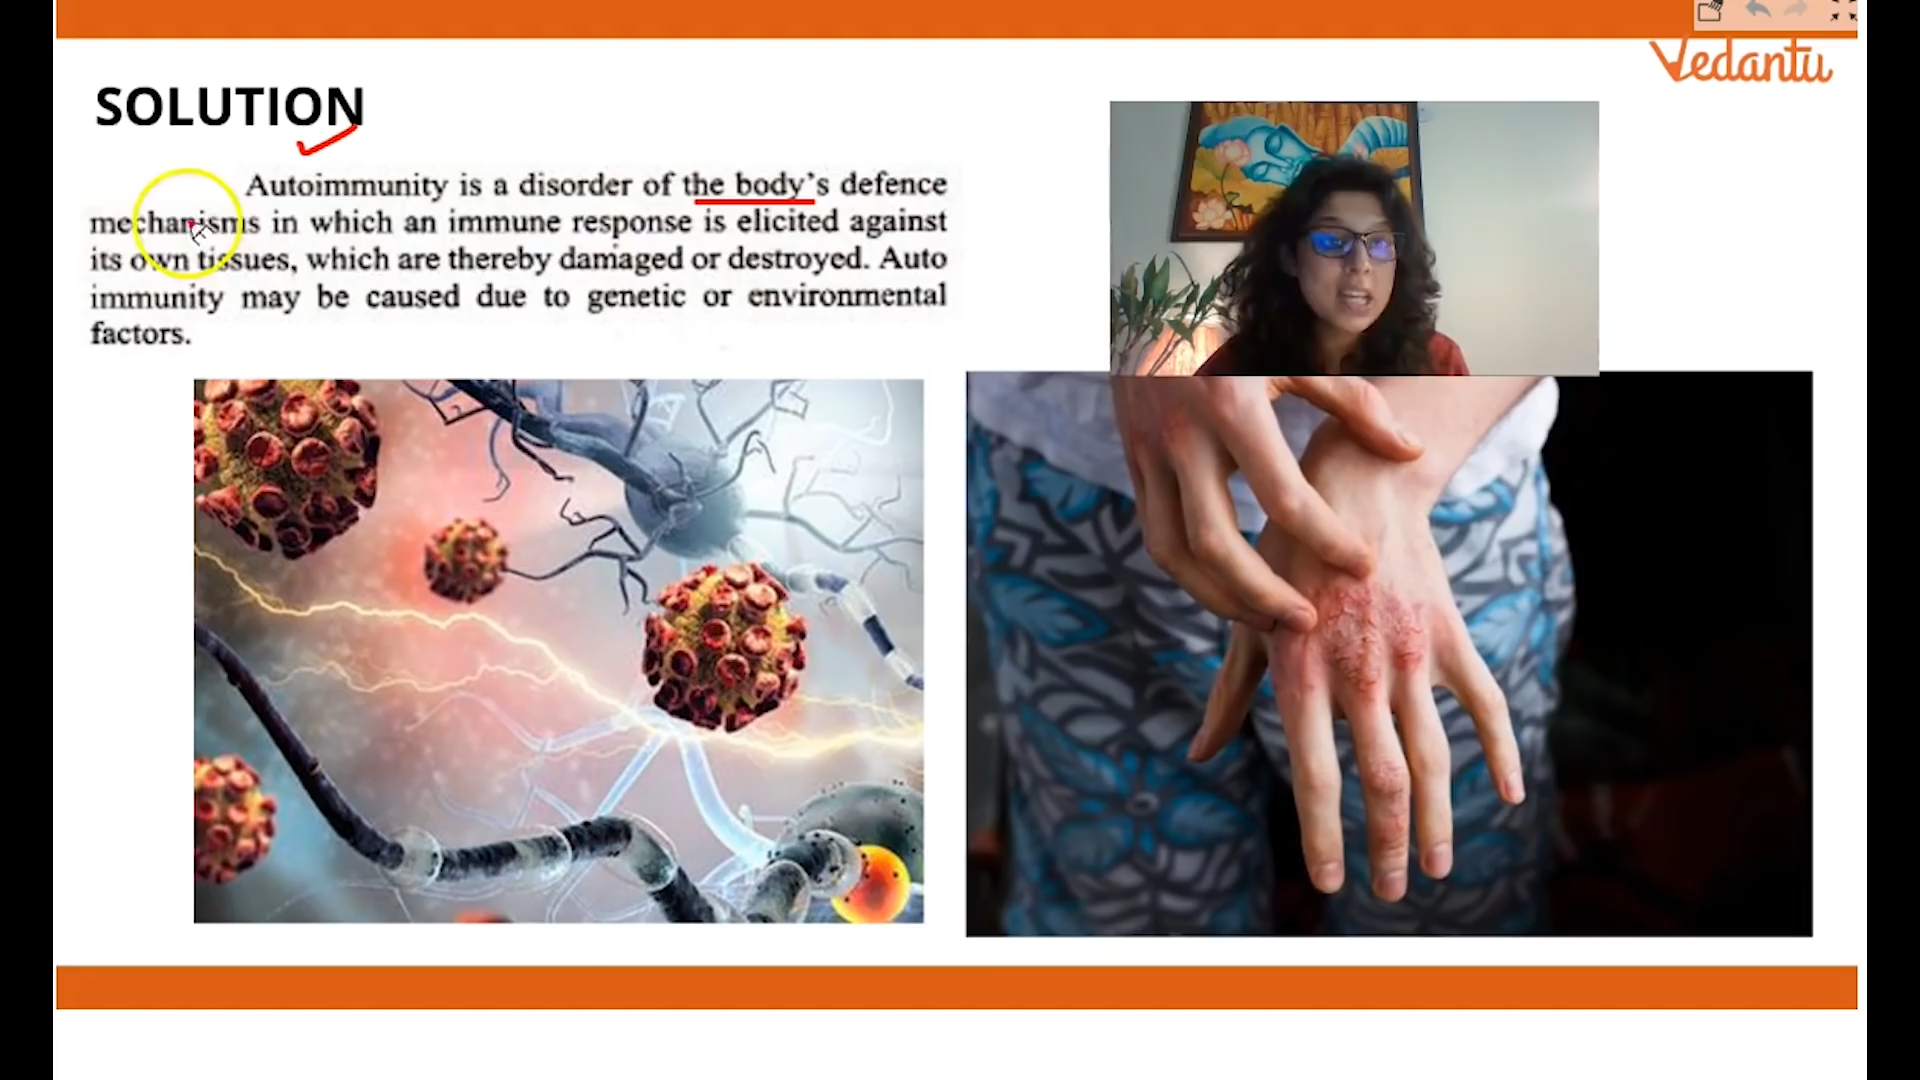 Vedantu
SOLUTION
Autoimmunity is a disorder of the body's defence
mechanisms in which an immune response is elicited against
its own tissues, which are thereby damaged or destroyed. Auto
immunity may be caused due to genetic or environmental
factors.